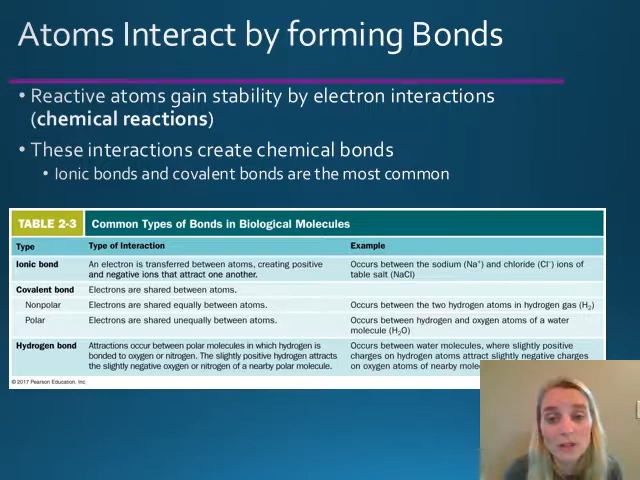 Atoms Interact by forming Bonds
• Reactive atoms gain stability by electron interactions
(chemical reactions)
• These interactions create chemical bonds
• Ionic bonds and covalent bonds are the most common
TABLE 2-3 Common Types of Bonds in Biological Molecules
Type Type of Interaction Example
Ionic bond An electron is transferred between atoms, creating positive Occurs between the sodium (Na⁺) and chloride (Cl⁻) ions of
and negative ions that attract one another. table salt (NaCl)
Covalent bond Electrons are shared between atoms.
Nonpolar Electrons are shared equally between atoms. Occurs between the two hydrogen atoms in hydrogen gas (H₂)
Polar Electrons are shared unequally between atoms. Occurs between hydrogen and oxygen atoms of a water
molecule (H₂O)
Hydrogen bond Attractions occur between polar molecules in which hydrogen is Occurs between water molecules, where slightly positive
bonded to oxygen or nitrogen. The slightly positive hydrogen attracts charges on hydrogen atoms attract slightly negative charges
the slightly negative oxygen or nitrogen of a nearby polar molecule. on oxygen atoms of nearby
© 2017 Pearson Education, Inc.